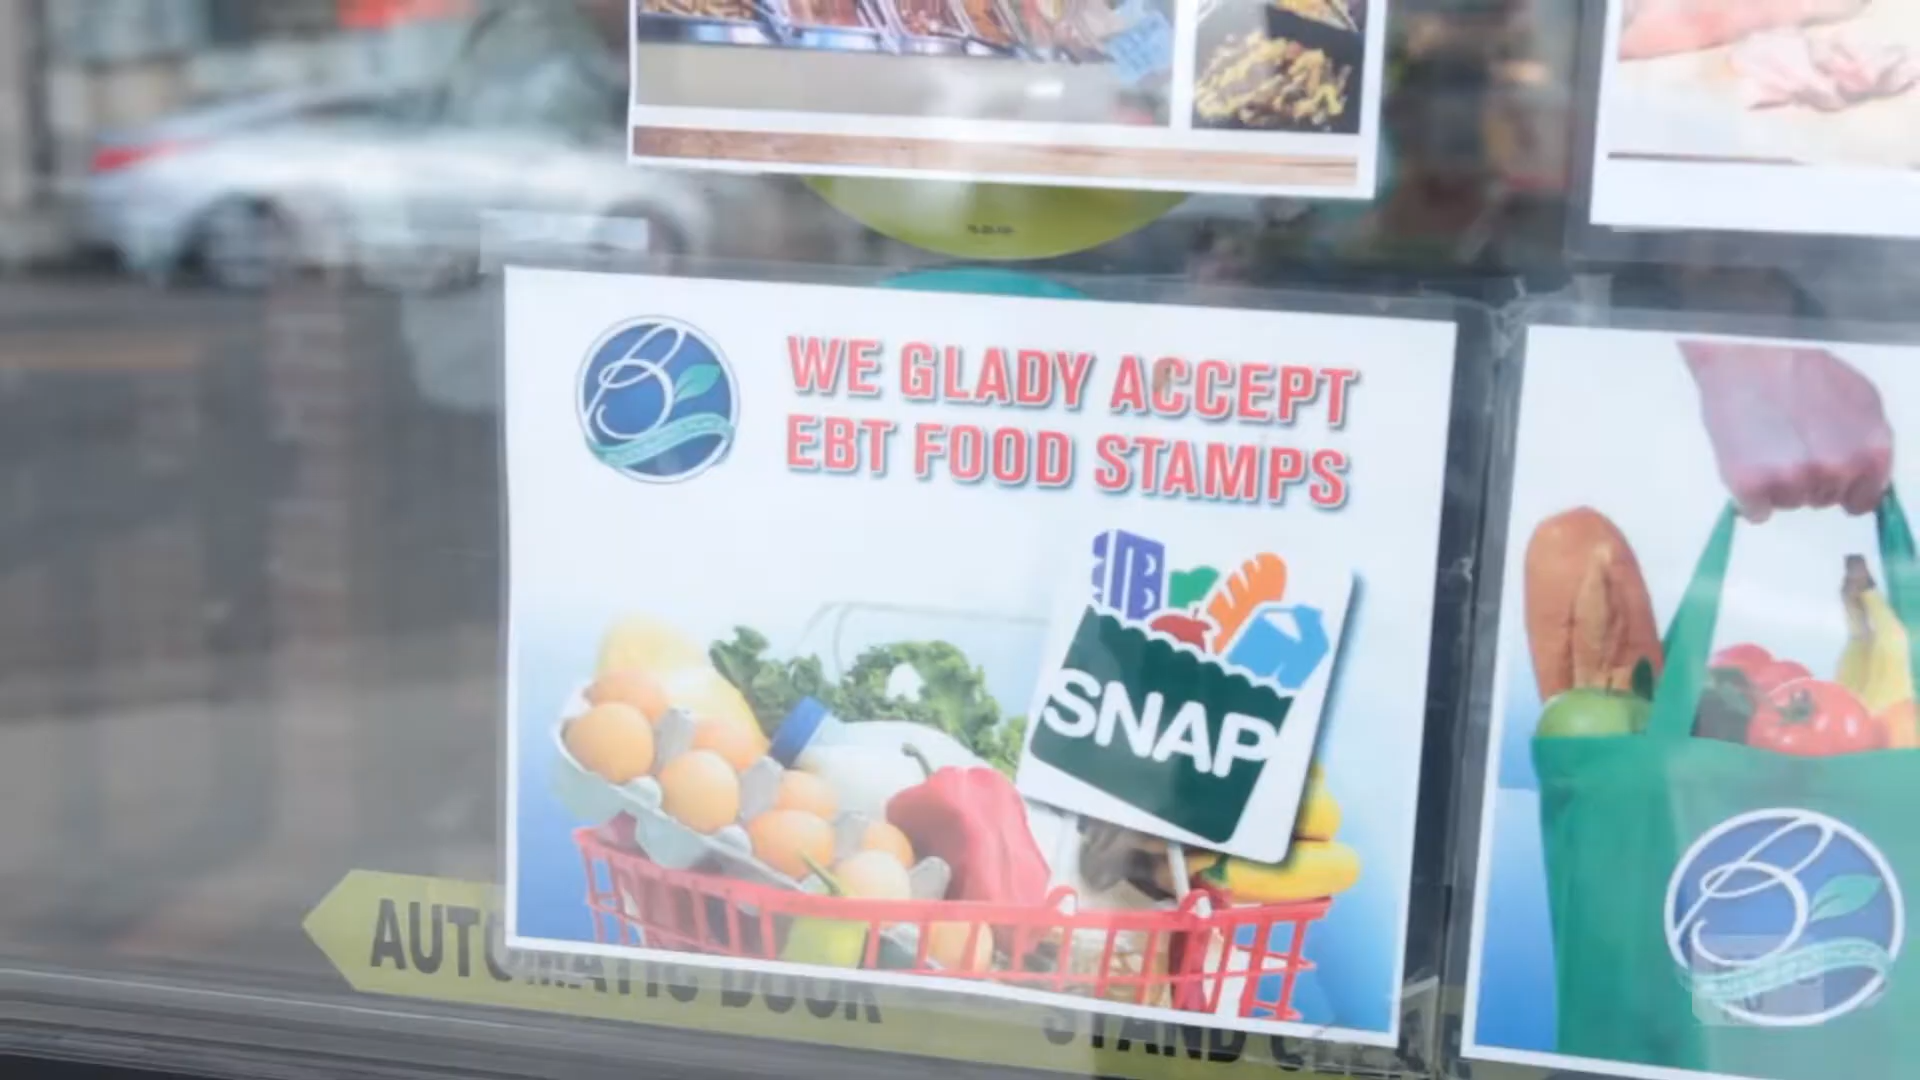 WE GLADY ACCEPT
EBT FOOD STAMPS
SNAP
B
B
AUTOMATIC DOOR
STAND CLEAR